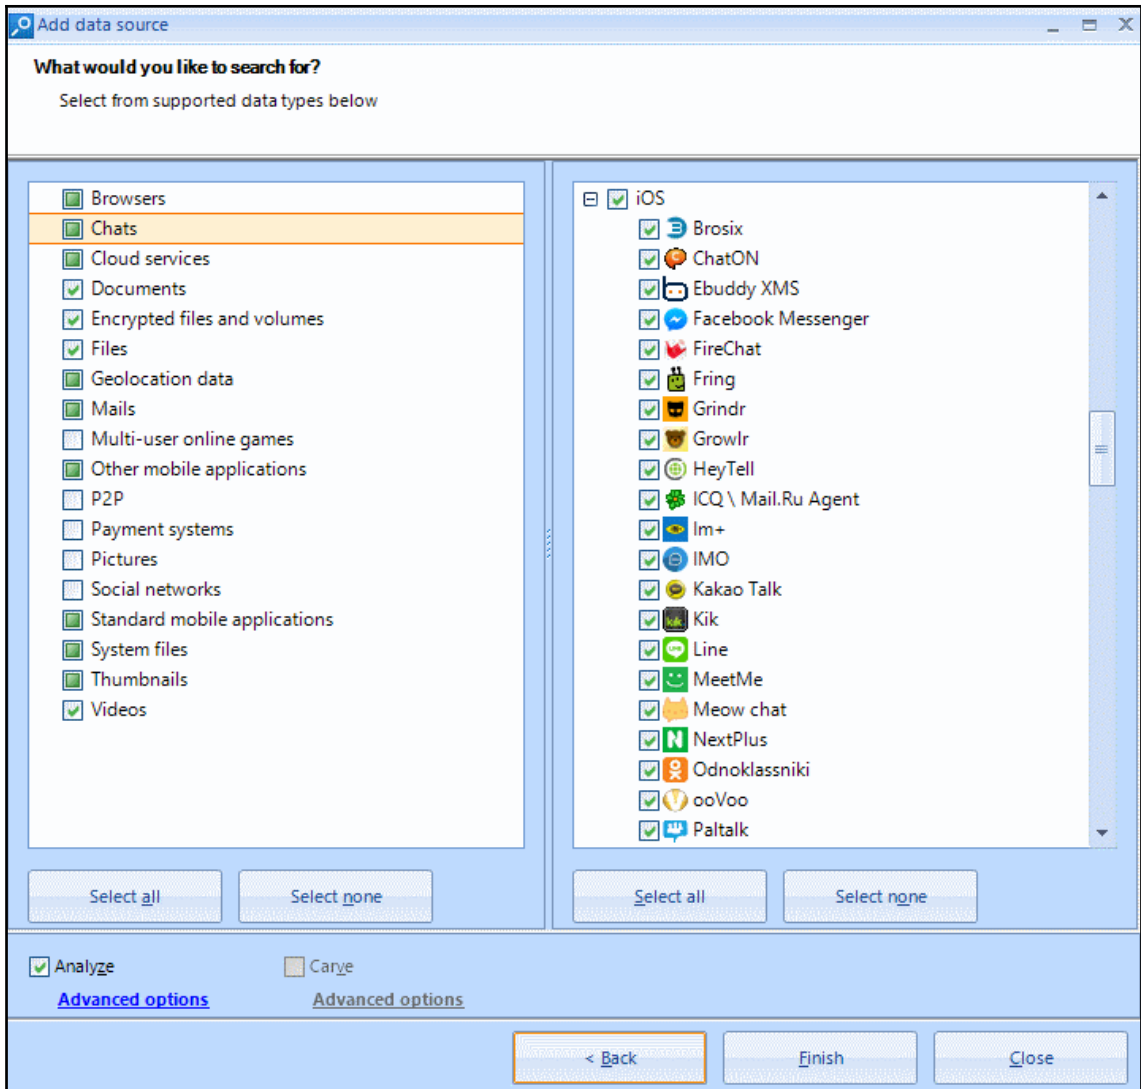 Add data source
What would you like to search for?
Select from supported data types below
Browsers
Chats
Cloud services
Documents
Encrypted files and volumes
Files
Geolocation data
Mails
Multi-user online games
Other mobile applications
P2P
Payment systems
Pictures
Social networks
Standard mobile applications
System files
Thumbnails
Videos
Select all
Select none
iOS
Brosix
ChatON
Ebuddy XMS
Facebook Messenger
FireChat
Fring
Grindr
Growlr
HeyTell
ICQ \ Mail.Ru Agent
Im+
IMO
Kakao Talk
Kik
Line
MeetMe
Meow chat
NextPlus
Odnoklassniki
ooVoo
Paltalk
Select all
Select none
Analyze
Carve
Advanced options
Advanced options
< Back
Finish
Close